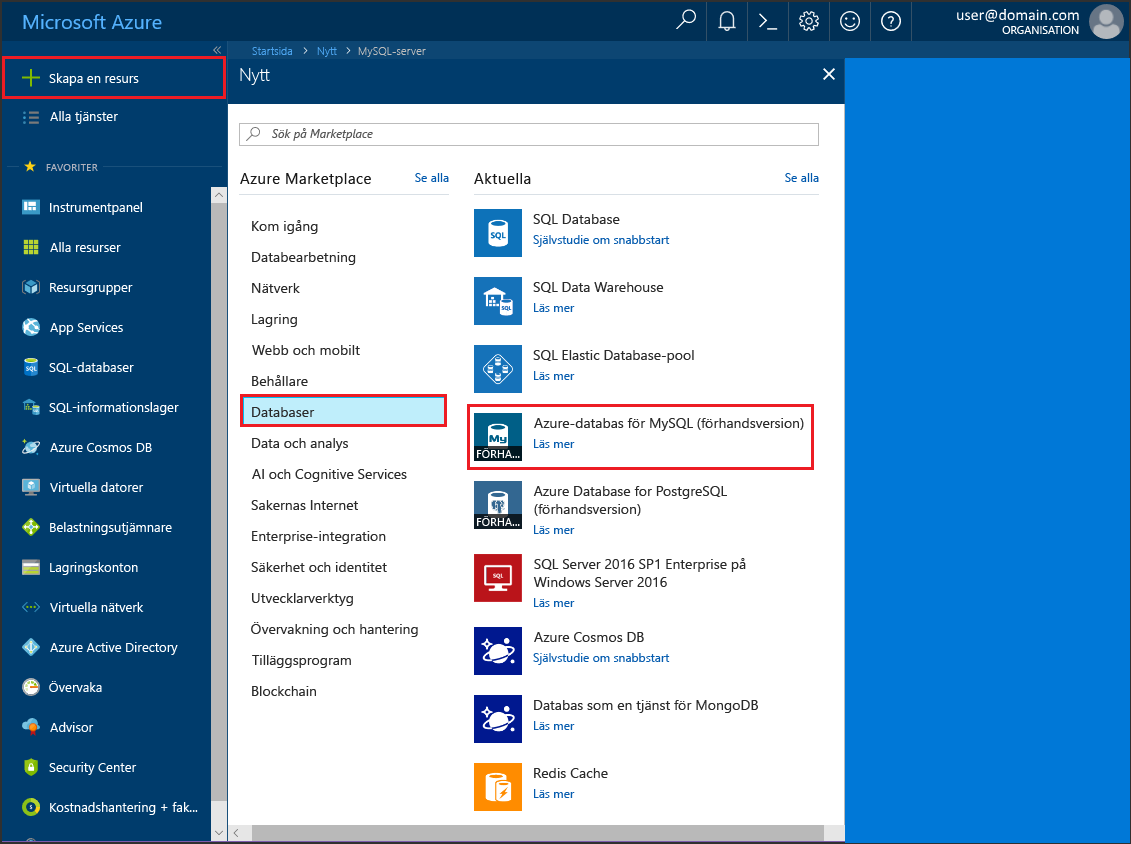 Microsoft Azure
user@domain.com
ORGANISATION
Startsida > Nytt > MySQL-server
Skapa en resurs
Alla tjänster
FAVORITER
Instrumentpanel
Alla resurser
Resursgrupper
App Services
SQL-databaser
SQL-informationslager
Azure Cosmos DB
Virtuella datorer
Belastningsutjämnare
Lagringskonton
Virtuella nätverk
Azure Active Directory
Övervaka
Advisor
Security Center
Kostnadshantering + fak...
Nytt
Sök på Marketplace
Azure Marketplace
Se alla
Kom igång
Databearbetning
Nätverk
Lagring
Webb och mobilt
Behållare
Databaser
Data och analys
AI och Cognitive Services
Sakernas Internet
Enterprise-integration
Säkerhet och identitet
Utvecklarverktyg
Övervakning och hantering
Tilläggsprogram
Blockchain
Aktuella
Se alla
SQL
SQL Database
Självstudie om snabbstart
SQL
SQL Data Warehouse
Läs mer
SQL Elastic Database-pool
Läs mer
My
FÖRHA...
Azure-databas för MySQL (förhandsversion)
Läs mer
FÖRHA...
Azure Database for PostgreSQL
(förhandsversion)
Läs mer
SQL
SQL Server 2016 SP1 Enterprise på
Windows Server 2016
Läs mer
Azure Cosmos DB
Självstudie om snabbstart
Databas som en tjänst för MongoDB
Läs mer
Redis Cache
Läs mer